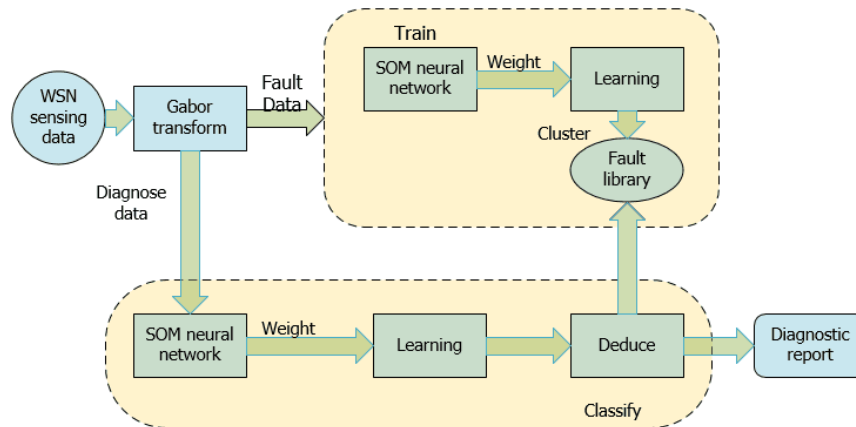 Train
SOM neural
network
Weight
Learning
WSN
sensing
data
Gabor
transform
Fault
Data
Cluster
Fault
library
Diagnose
data
SOM neural
network
Weight
Learning
Deduce
Diagnostic
report
Classify